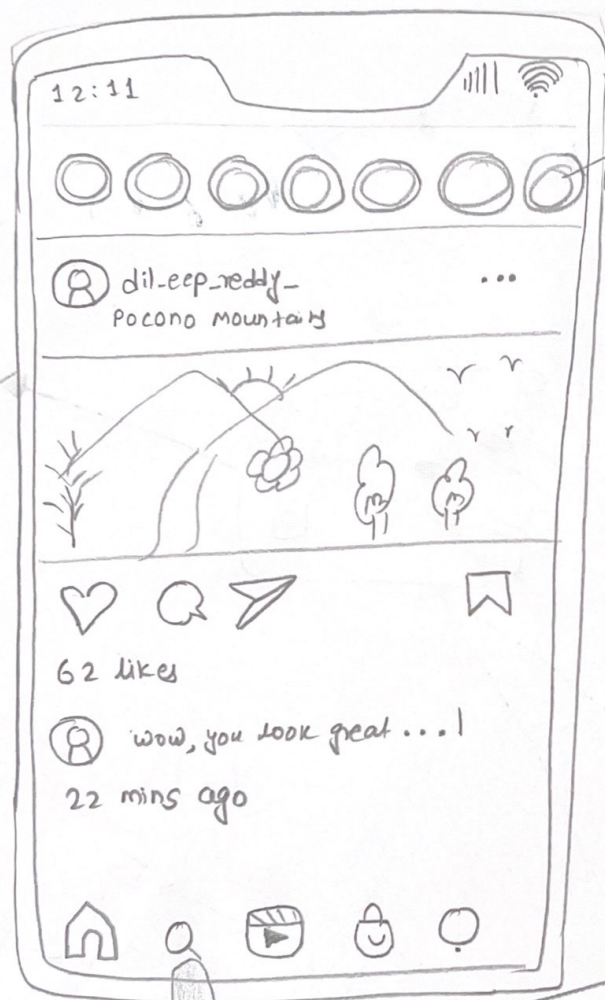 12:11
dil_eep_reddy_
Pocono Mountains
62 likes
wow, you look great ...!
22 mins ago